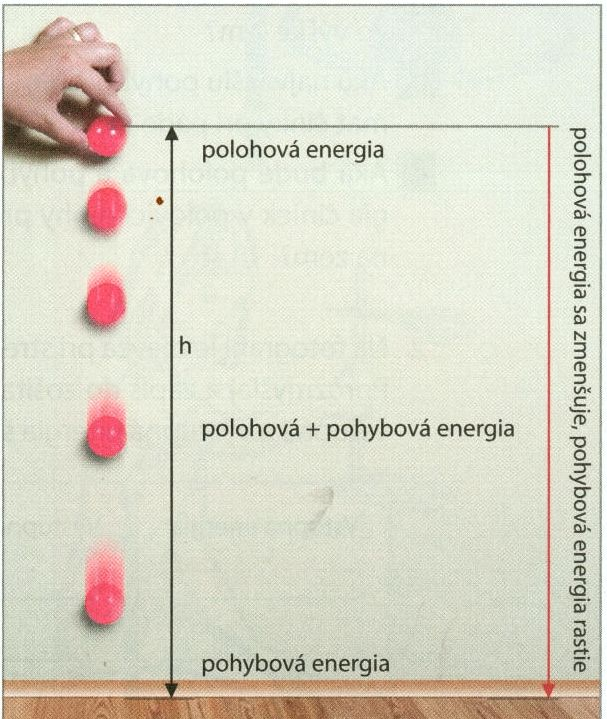 polohová energia
h
polohová + pohybová energia
pohybová energia
polohová energia sa zmenšuje, pohybová energia rastie